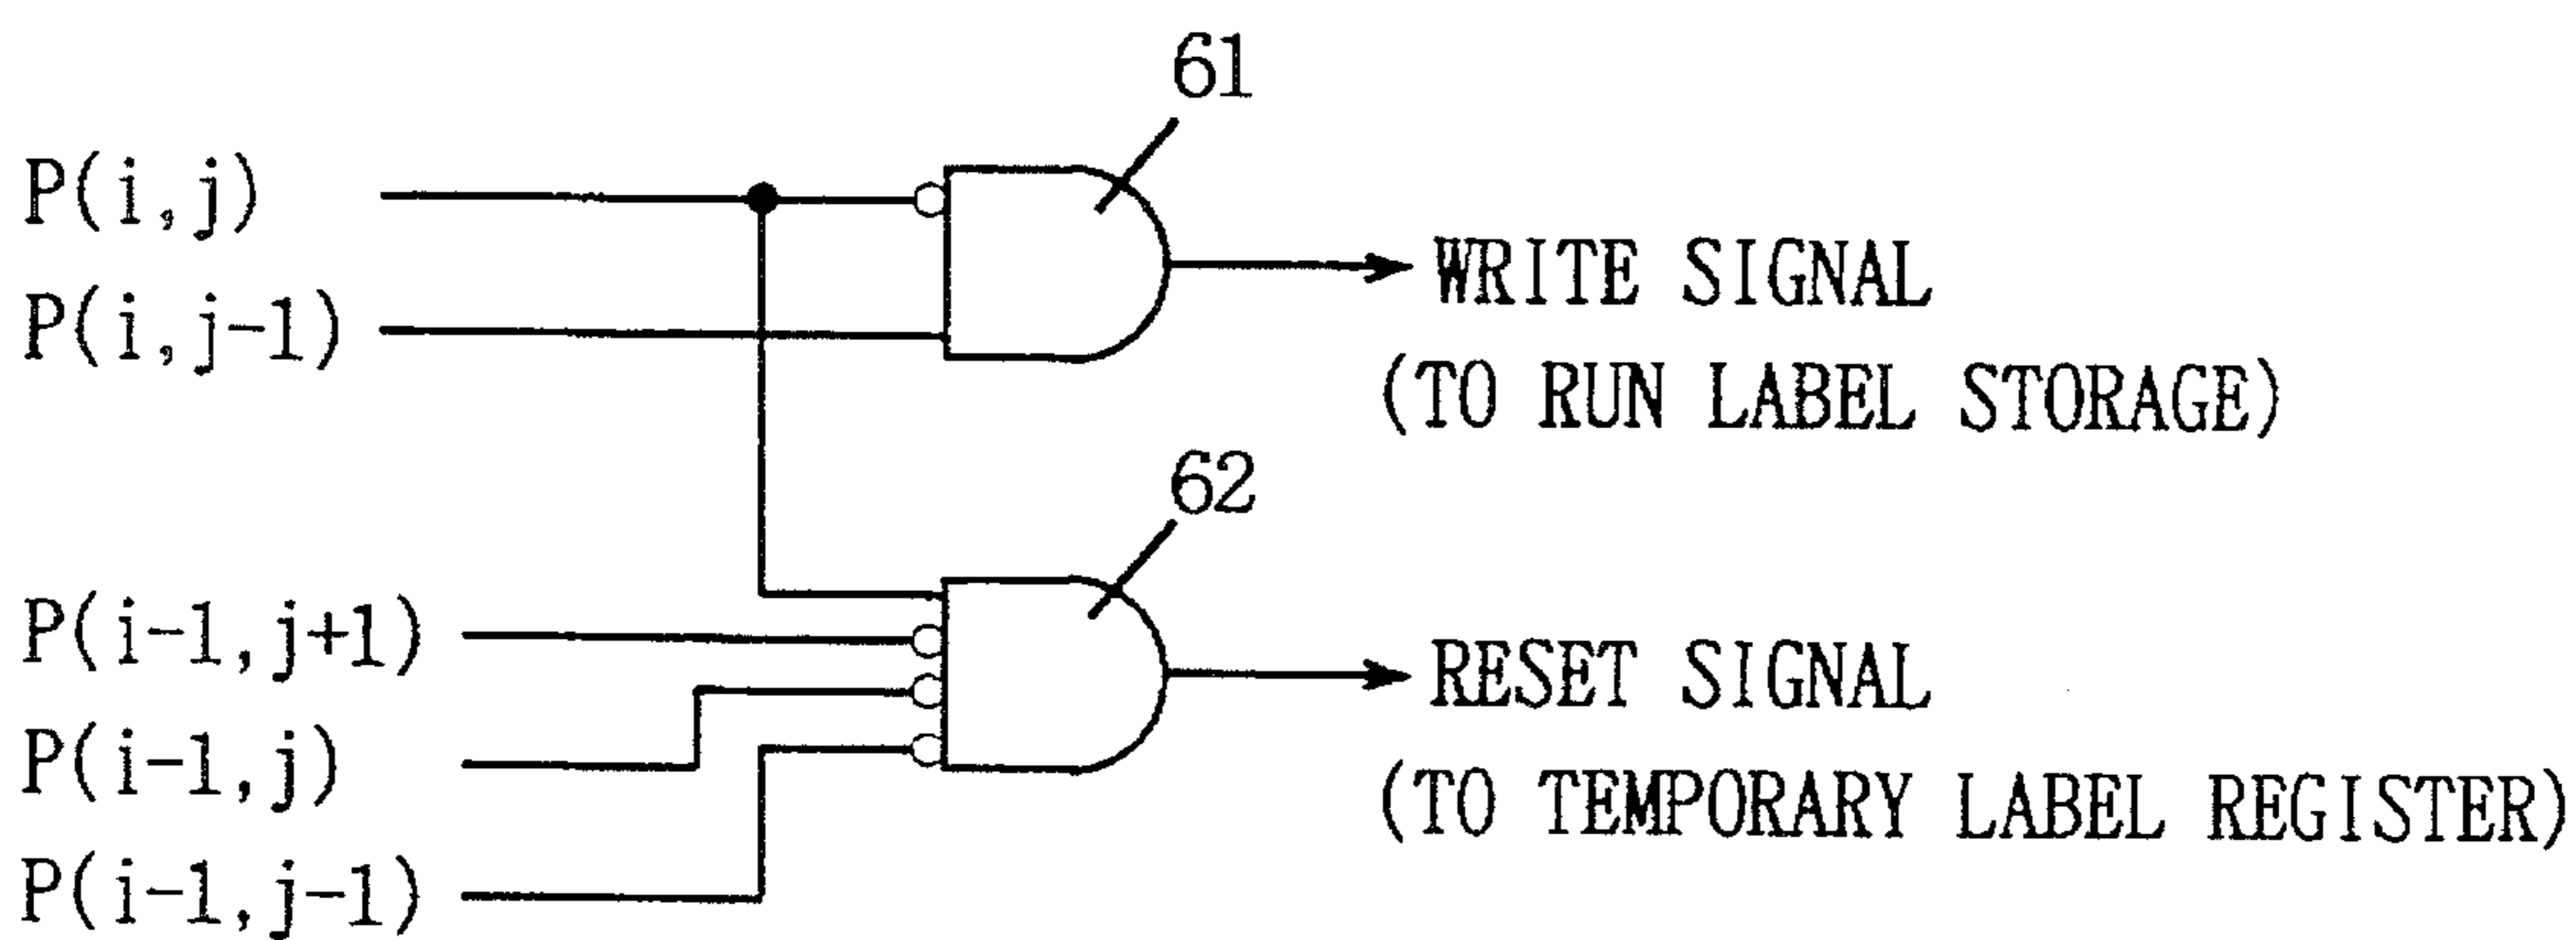 61
P(i,j)
P(i,j-1)
WRITE SIGNAL
(TO RUN LABEL STORAGE)
62
P(i-1,j+1)
P(i-1,j)
P(i-1,j-1)
RESET SIGNAL
(TO TEMPORARY LABEL REGISTER)